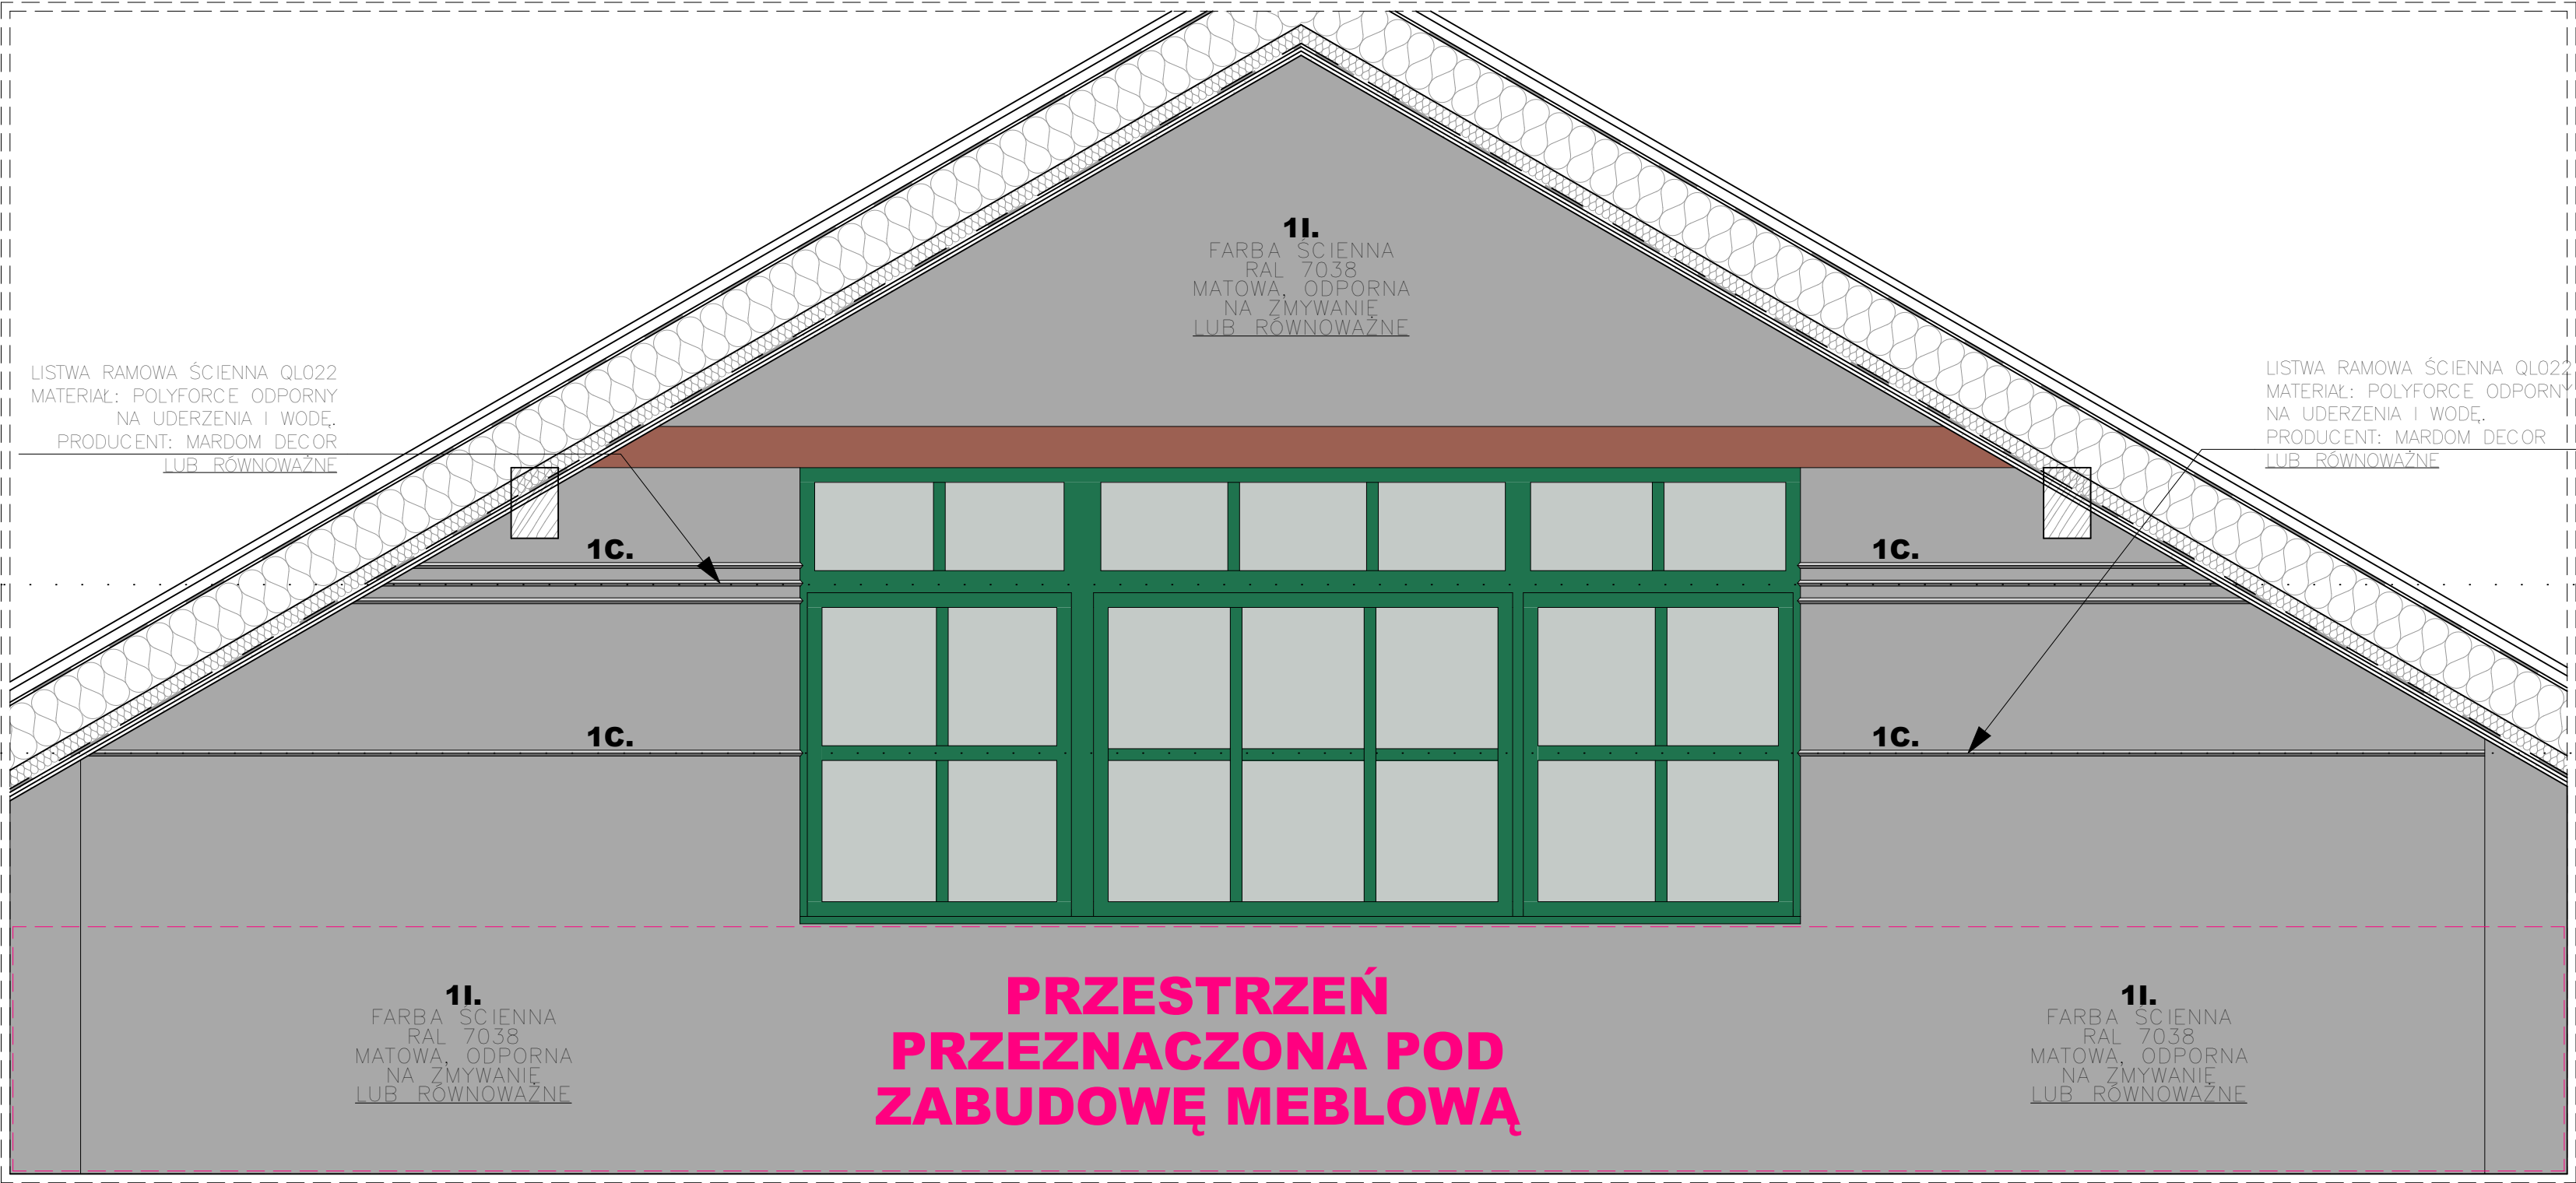 1I.
FARBA ŚCIENNA
RAL 7038
MATOWA, ODPORNA
NA ZMYWANIE
LUB RÓWNOWAŻNE
LISTWA RAMOWA ŚCIENNA QL022
MATERIAŁ: POLYFORCE ODPORNY
NA UDERZENIA I WODĘ.
PRODUCENT: MARDOM DECOR
LUB RÓWNOWAŻNE
LISTWA RAMOWA ŚCIENNA QL022
MATERIAŁ: POLYFORCE ODPORNY
NA UDERZENIA I WODĘ.
PRODUCENT: MARDOM DECOR
LUB RÓWNOWAŻNE
1C.
1C.
1C.
1C.
1I.
FARBA ŚCIENNA
RAL 7038
MATOWA, ODPORNA
NA ZMYWANIE
LUB RÓWNOWAŻNE
PRZESTRZEŃ
PRZEZNACZONA POD
ZABUDOWĘ MEBLOWĄ
1I.
FARBA ŚCIENNA
RAL 7038
MATOWA, ODPORNA
NA ZMYWANIE
LUB RÓWNOWAŻNE